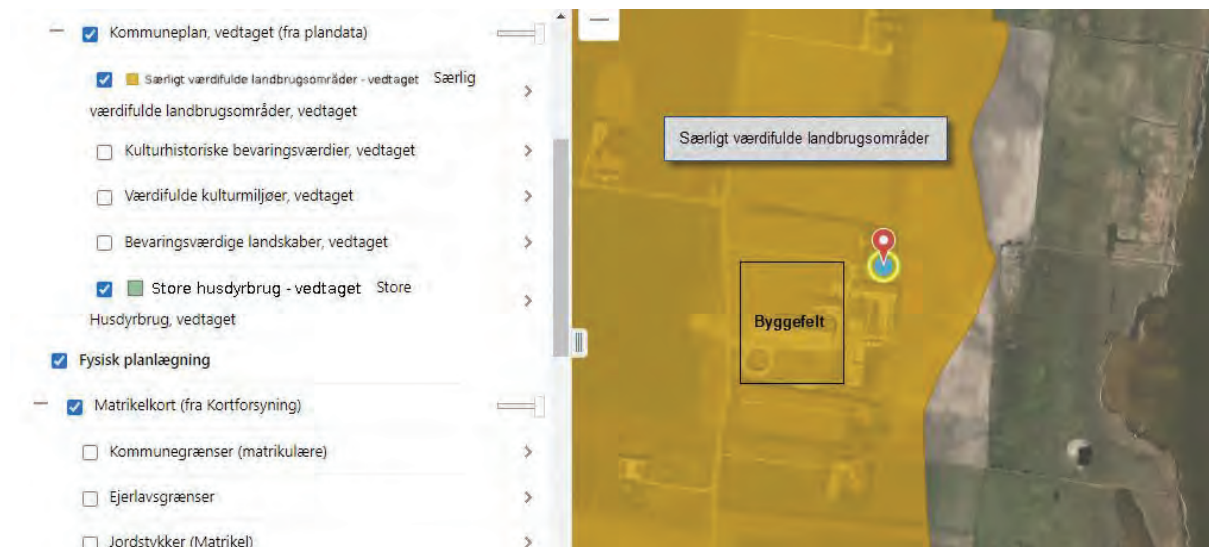 Kommuneplan, vedtaget (fra plandata)
Særligt værdifulde landbrugsområder - vedtaget Særlig
værdifulde landbrugsområder, vedtaget
Kulturhistoriske bevaringsværdier, vedtaget
Værdifulde kulturmiljøer, vedtaget
Bevaringsværdige landskaber, vedtaget
Store husdyrbrug - vedtaget Store
Husdyrbrug, vedtaget
Fysisk planlægning
Matrikelkort (fra Kortforsyning)
Kommunegrænser (matrikulære)
Ejerlavsgrænser
Jordstykker (Matrikel)
Særligt værdifulde landbrugsområder
Byggefelt